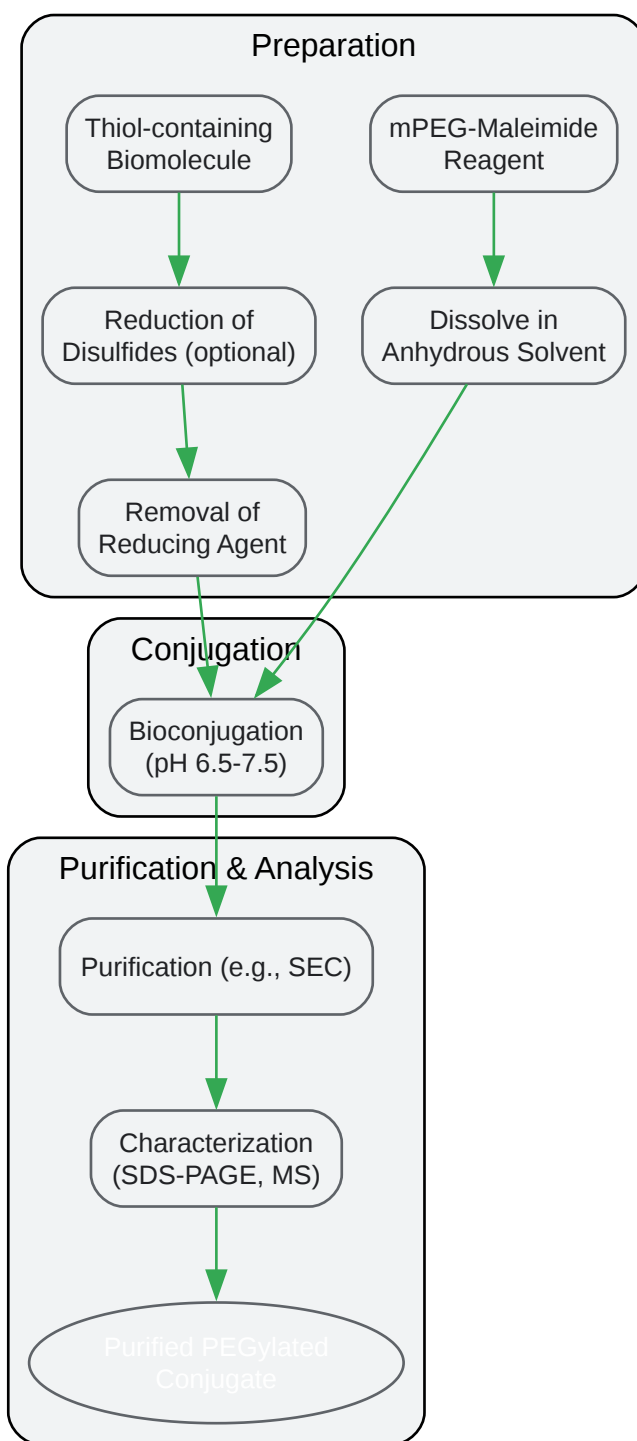 Preparation
Thiol-containing
Biomolecule
mPEG-Maleimide
Reagent
Reduction of
Disulfides (optional)
Dissolve in
Anhydrous Solvent
Removal of
Reducing Agent
Conjugation
Bioconjugation
(pH 6.5-7.5)
Purification & Analysis
Purification (e.g., SEC)
Characterization
(SDS-PAGE, MS)
Purified PEGylated
Conjugate